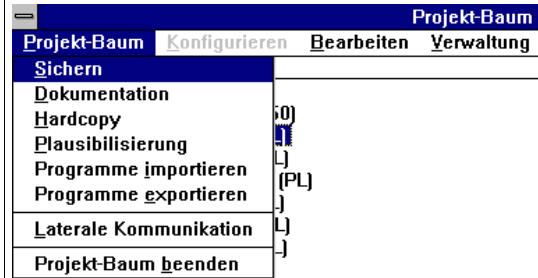 Projekt-Baum
Projekt-Baum Konfigurieren Bearbeiten Verwaltung
Sichern
Dokumentation
Hardcopy
Plausibilisierung
Programme importieren
Programme exportieren
Laterale Kommunikation
Projekt-Baum beenden
(PL)